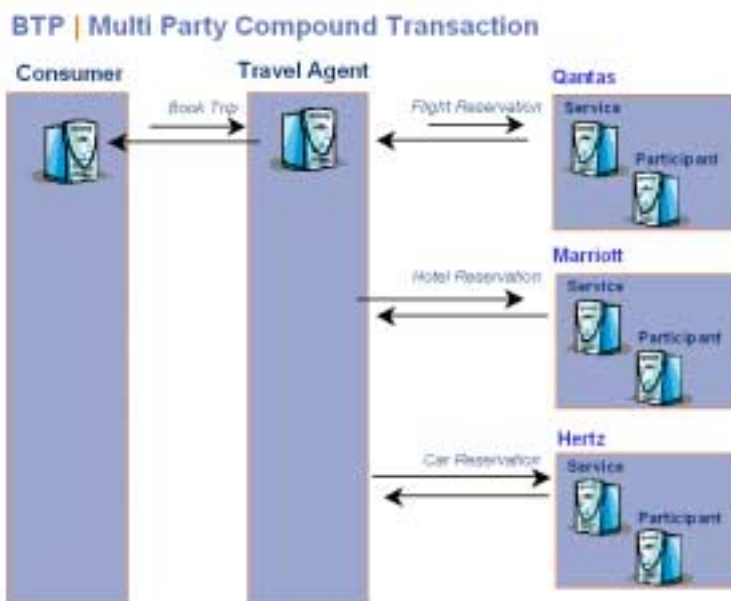 BTP | Multi Party Compound Transaction
Consumer
Travel Agent
Qantas
Book Trip
Flight Reservation
Service
Participant
Marriott
Hotel Reservation
Service
Participant
Hertz
Car Reservation
Service
Participant